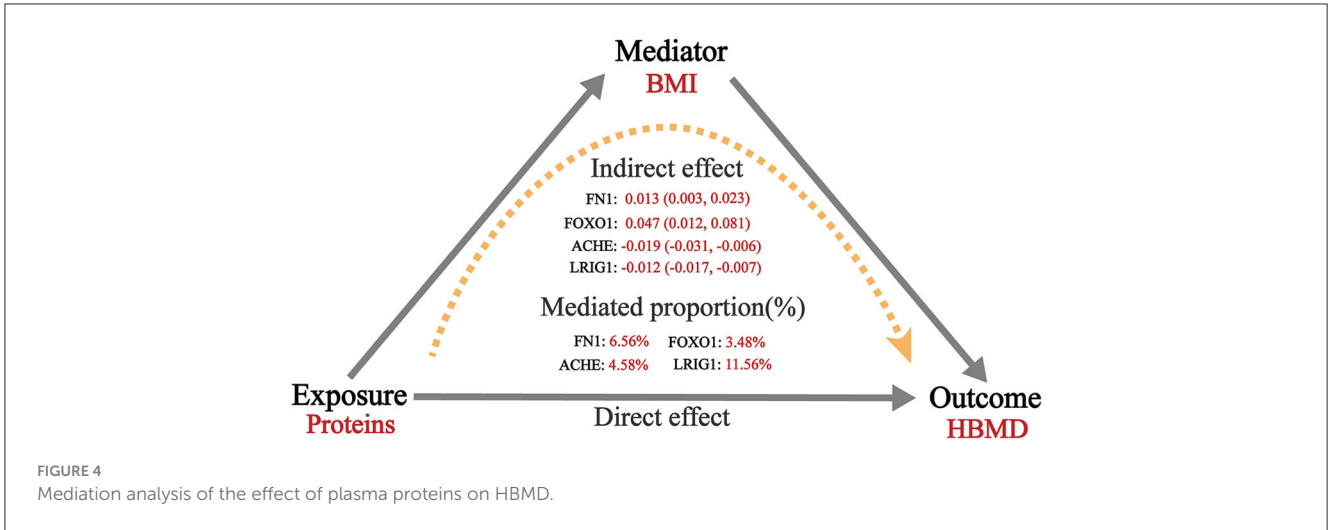 Mediator
BMI
Indirect effect
FN1: 0.013 (0.003, 0.023)
FOXO1: 0.047 (0.012, 0.081)
ACHE: -0.019 (-0.031, -0.006)
LRIG1: -0.012 (-0.017, -0.007)
Mediated proportion(%)
FN1: 6.56% FOXO1: 3.48%
ACHE: 4.58% LRIG1: 11.56%
Exposure
Proteins
Direct effect
Outcome
HBMD
FIGURE 4
Mediation analysis of the effect of plasma proteins on HBMD.